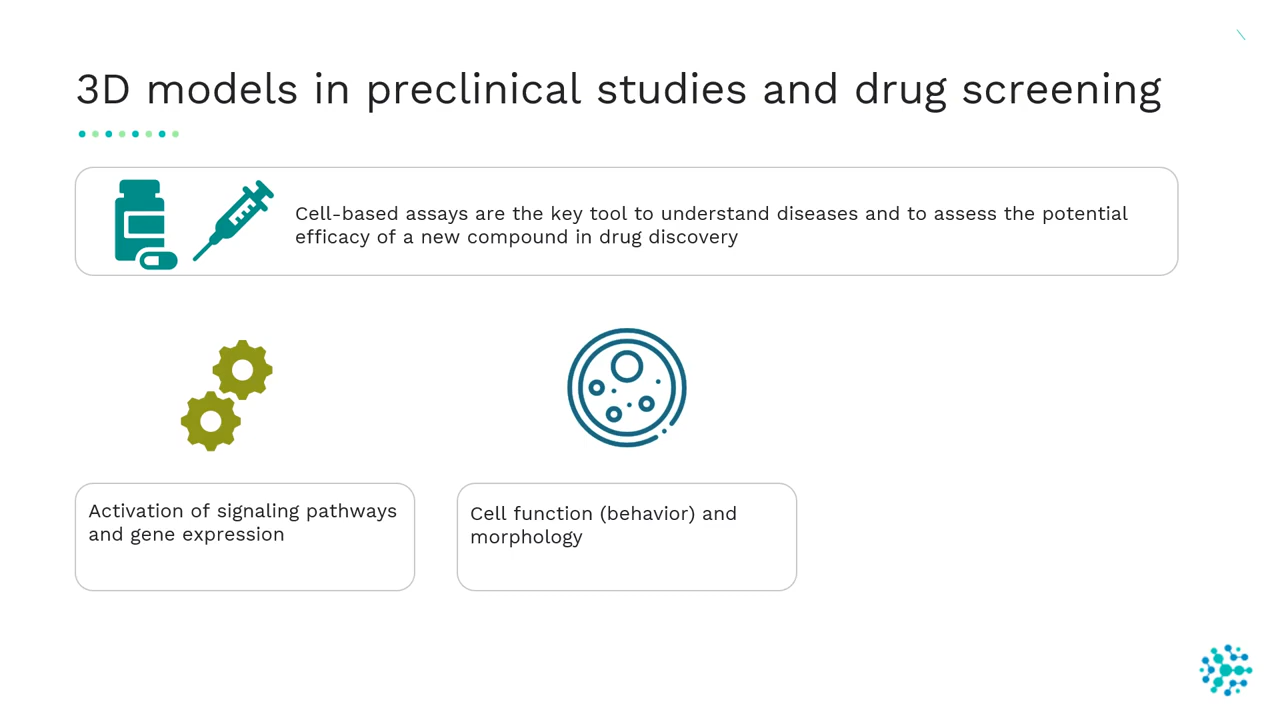 3D models in preclinical studies and drug screening
Cell-based assays are the key tool to understand diseases and to assess the potential
efficacy of a new compound in drug discovery
Activation of signaling pathways
and gene expression
Cell function (behavior) and
morphology